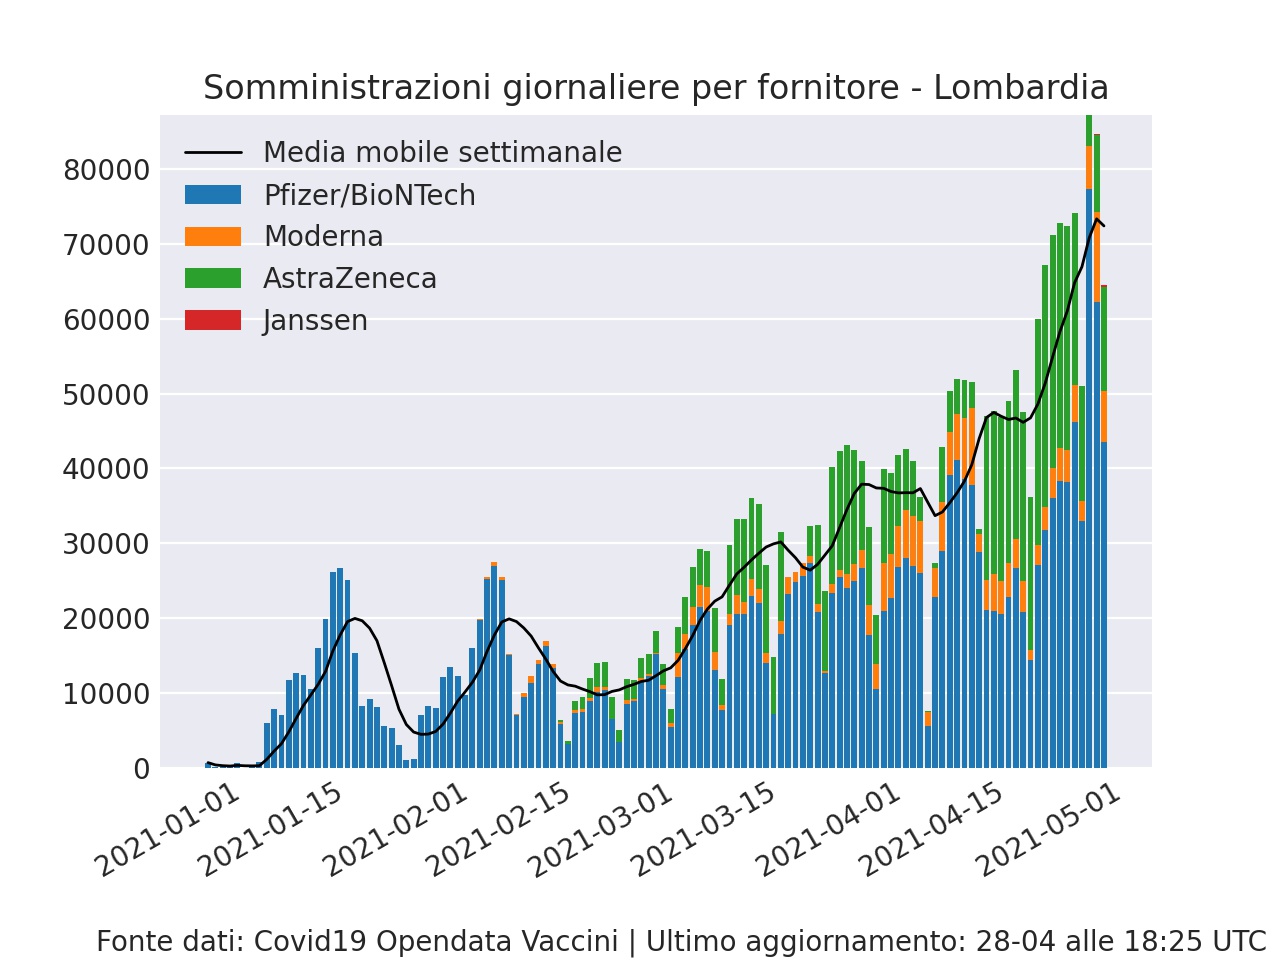 Somministrazioni giornaliere per fornitore - Lombardia
Media mobile settimanale
Pfizer/BioNTech
Moderna
AstraZeneca
Janssen
80000
70000
60000
50000
40000
30000
20000
10000
0
2021-01-01
2021-01-15
2021-02-01
2021-02-15
2021-03-01
2021-03-15
2021-04-01
2021-04-15
2021-05-01
Fonte dati: Covid19 Opendata Vaccini | Ultimo aggiornamento: 28-04 alle 18:25 UTC